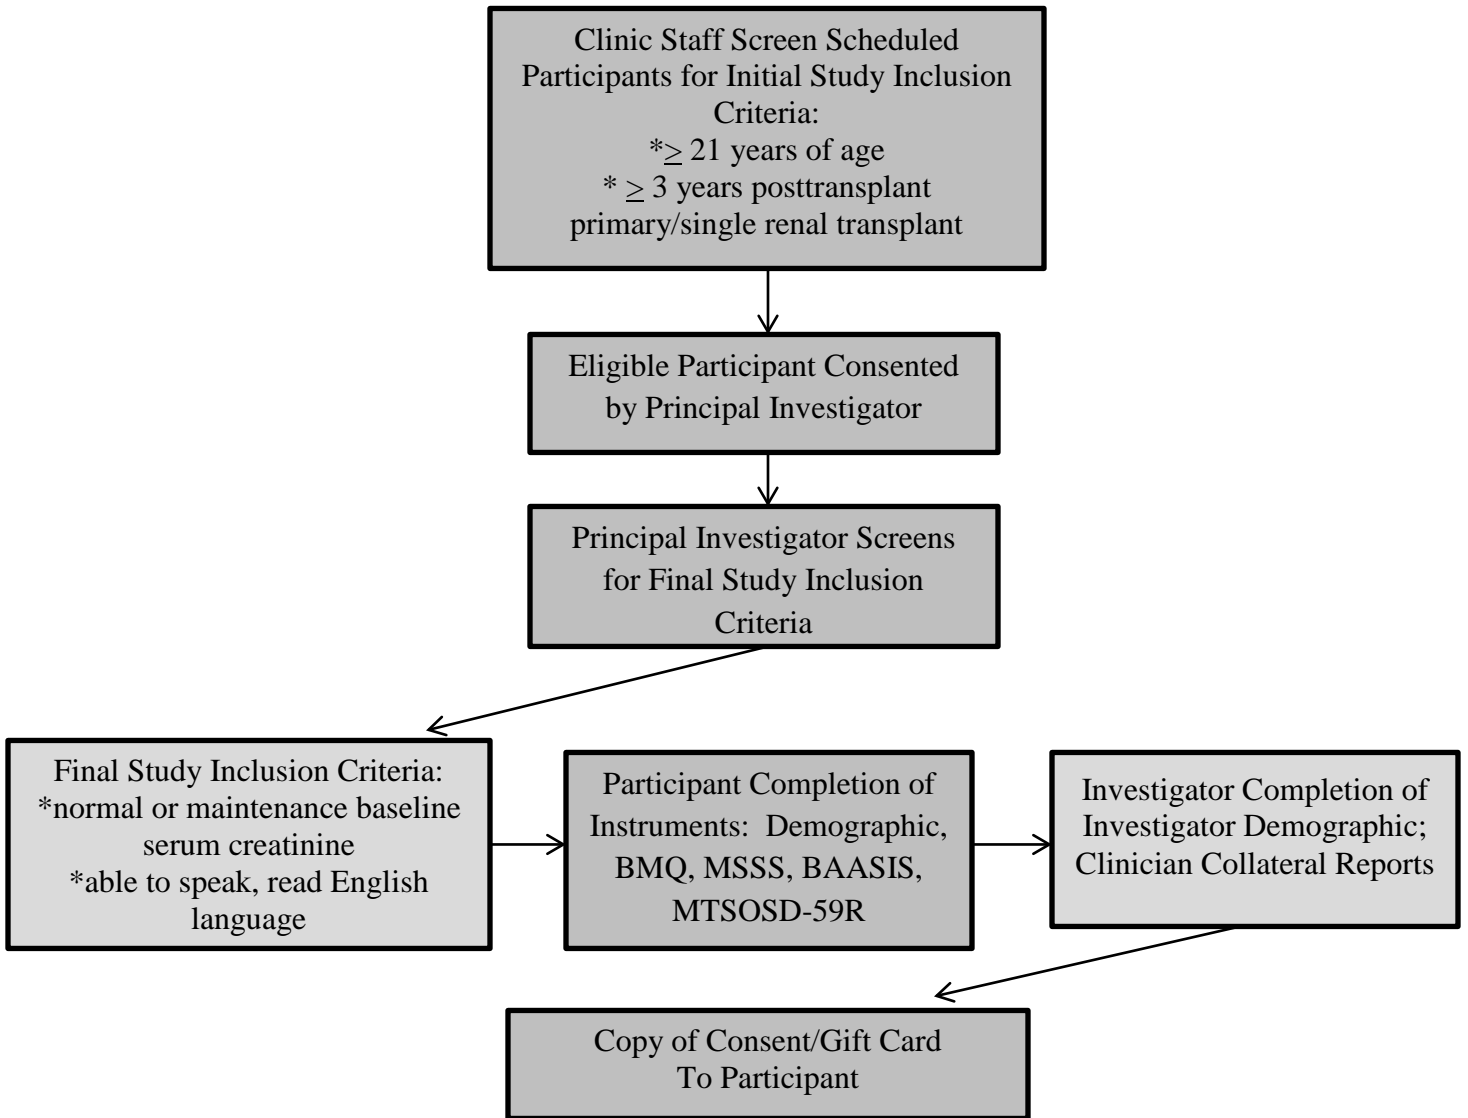 Clinic Staff Screen Scheduled
Participants for Initial Study Inclusion
Criteria:
*≥ 21 years of age
* ≥ 3 years posttransplant
primary/single renal transplant
Eligible Participant Consented
by Principal Investigator
Principal Investigator Screens
for Final Study Inclusion
Criteria
Final Study Inclusion Criteria:
*normal or maintenance baseline
serum creatinine
*able to speak, read English
language
Participant Completion of
Instruments: Demographic,
BMQ, MSSS, BAASIS,
MTSOSD-59R
Investigator Completion of
Investigator Demographic;
Clinician Collateral Reports
Copy of Consent/Gift Card
To Participant